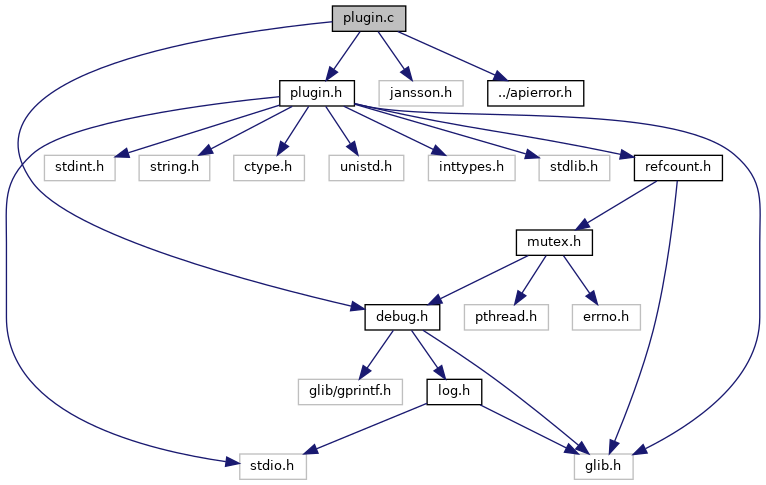 plugin.c
plugin.h
jansson.h
../apierror.h
stdint.h
string.h
ctype.h
unistd.h
inttypes.h
stdlib.h
refcount.h
mutex.h
debug.h
pthread.h
errno.h
glib/gprintf.h
log.h
stdio.h
glib.h